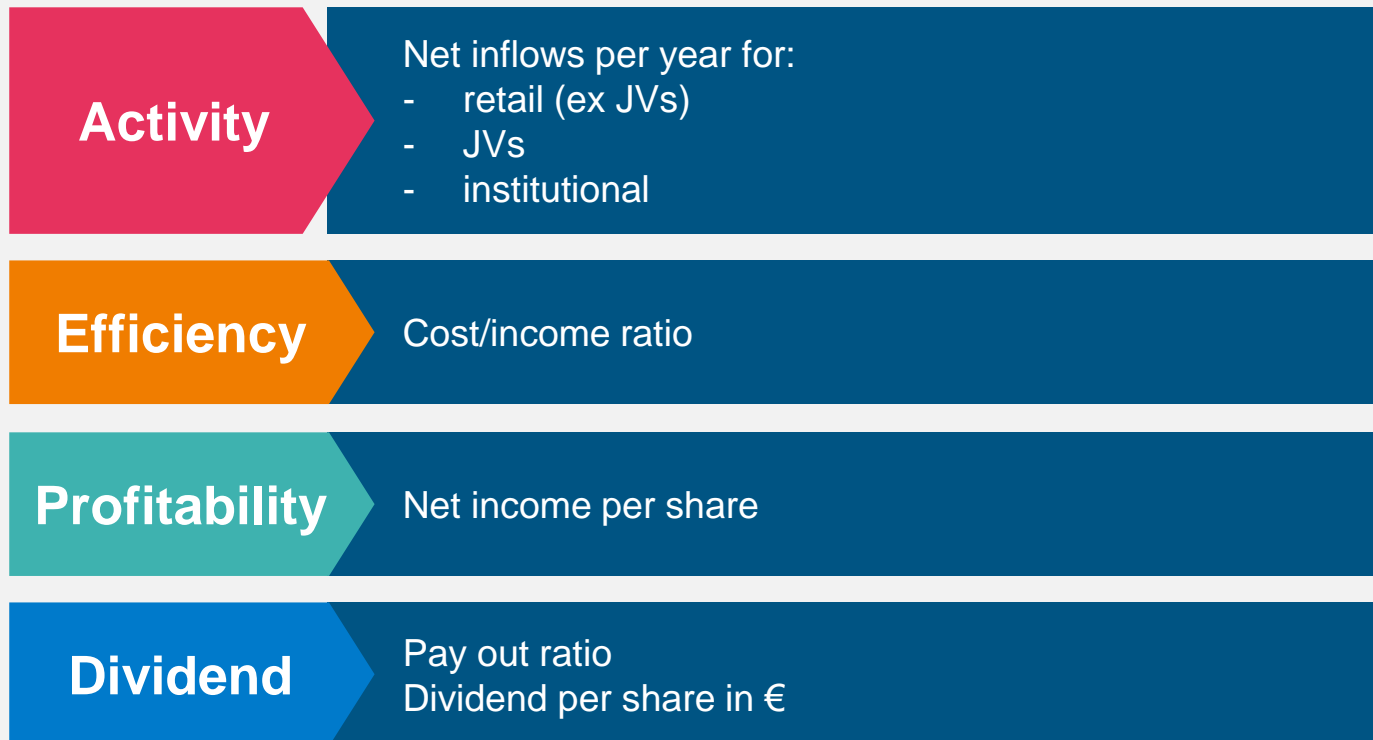 Activity
Net inflows per year for:
- retail (ex JVs)
- JVs
- institutional
Efficiency
Cost/income ratio
Profitability
Net income per share
Dividend
Pay out ratio
Dividend per share in €